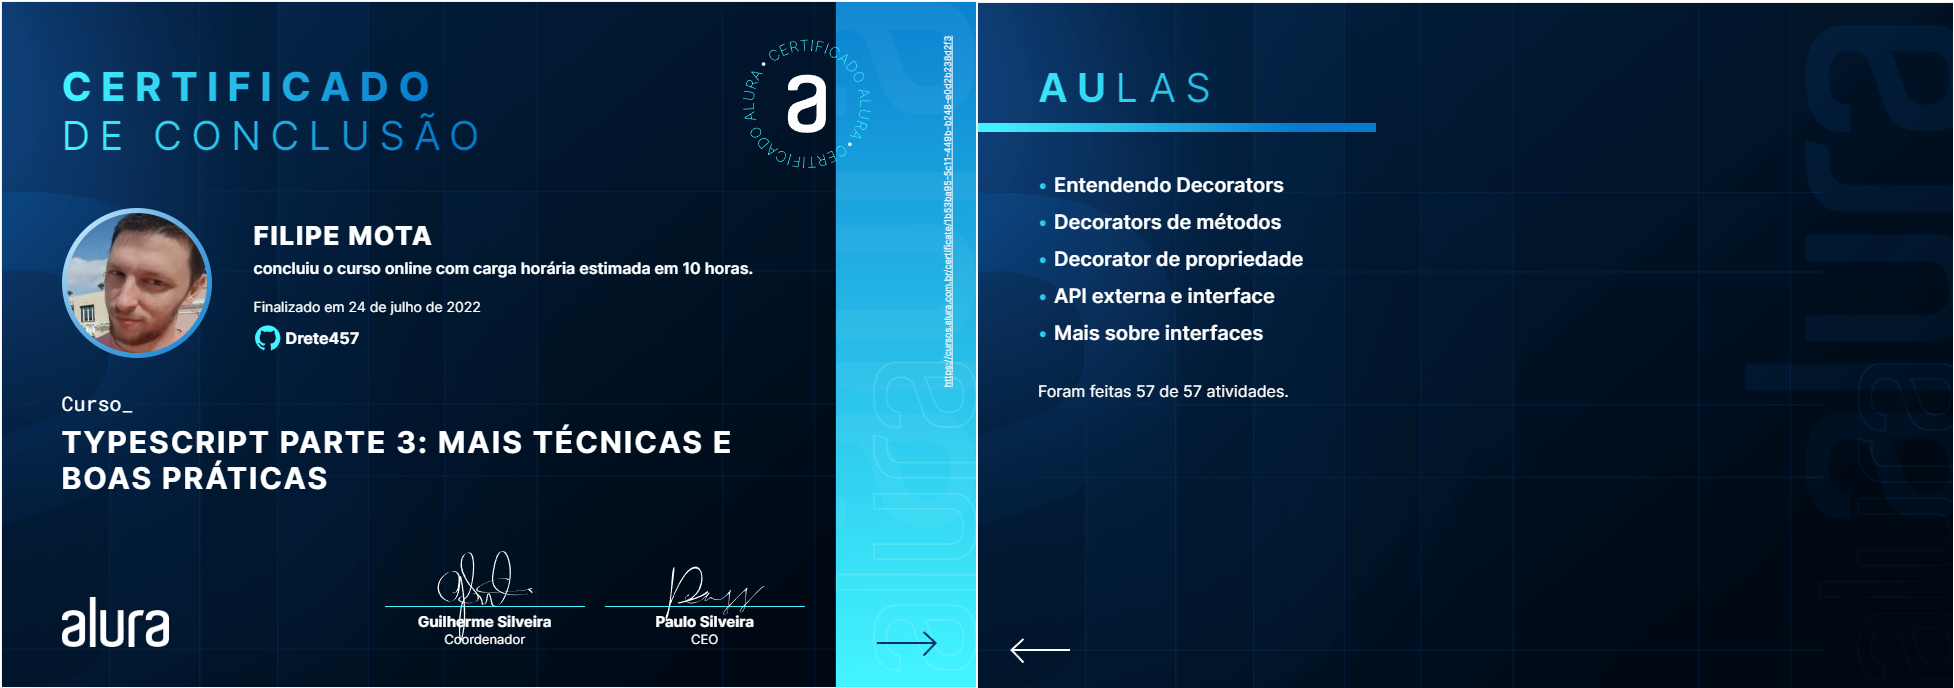 CERTIFICADO
DE CONCLUSÃO
CERTIFICADO ALURA • CERTIFICADO ALURA •
a
FILIPE MOTA
concluiu o curso online com carga horária estimada em 10 horas.
Finalizado em 24 de julho de 2022
Drete457
Curso_
TYPESCRIPT PARTE 3: MAIS TÉCNICAS E
BOAS PRÁTICAS
alura
Guilherme Silveira
Coordenador
Paulo Silveira
CEO
https://cursos.alura.com.br/certificate/1b53ba95-5c11-449b-b248-e0d2b238d2f3
alura
AULAS
• Entendendo Decorators
• Decorators de métodos
• Decorator de propriedade
• API externa e interface
• Mais sobre interfaces
Foram feitas 57 de 57 atividades.
alura
alura